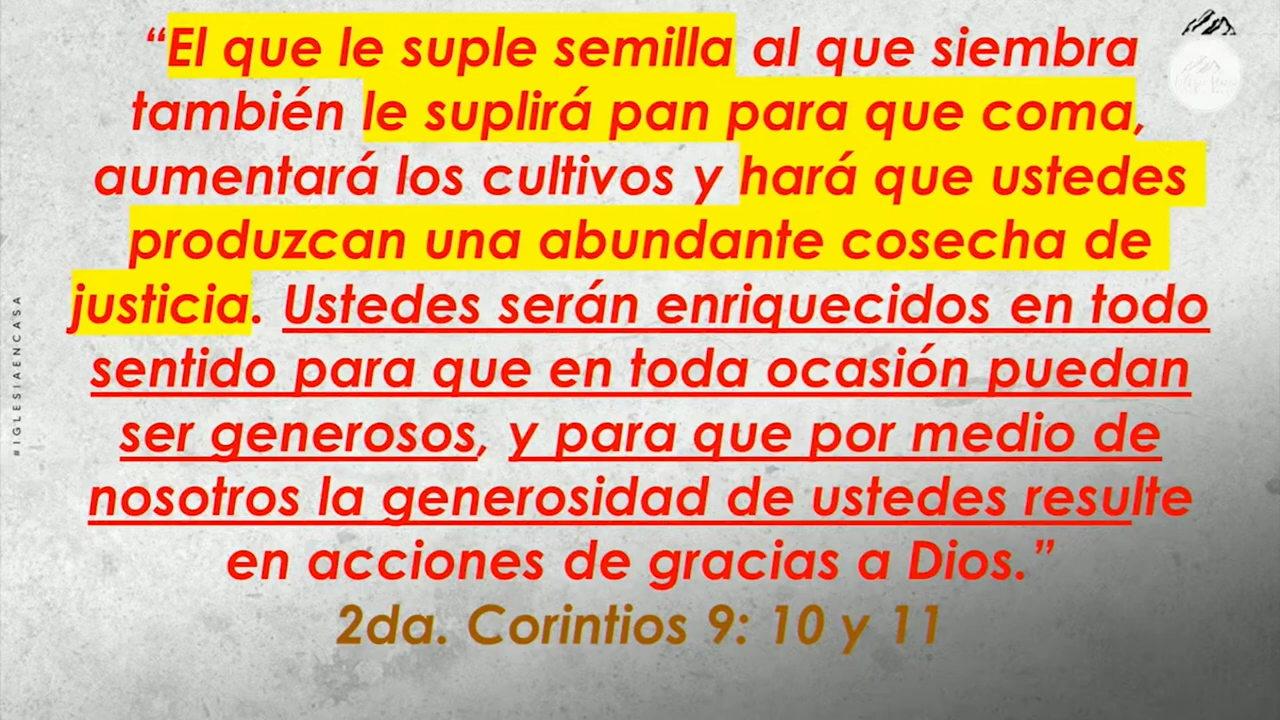 “El que le suple semilla al que siembra
también le suplirá pan para que coma,
aumentará los cultivos y hará que ustedes
produzcan una abundante cosecha de
justicia. Ustedes serán enriquecidos en todo
sentido para que en toda ocasión puedan
ser generosos, y para que por medio de
nosotros la generosidad de ustedes resulte
en acciones de gracias a Dios.”
2da. Corintios 9: 10 y 11
#IGLESIAENCASA